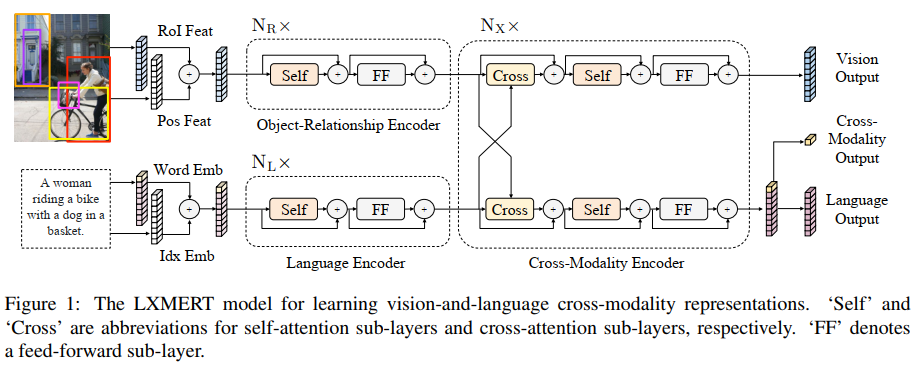 RoI Feat
Pos Feat
N_R×
Self
FF
Object-Relationship Encoder
A woman
riding a bike
with a dog in a
basket.
Word Emb
Idx Emb
N_L×
Self
FF
Language Encoder
N_X×
Cross
Self
FF
Cross
Self
FF
Cross-Modality Encoder
Vision
Output
Cross-
Modality
Output
Language
Output
Figure 1: The LXMERT model for learning vision-and-language cross-modality representations. ‘Self’ and
‘Cross’ are abbreviations for self-attention sub-layers and cross-attention sub-layers, respectively. ‘FF’ denotes
a feed-forward sub-layer.